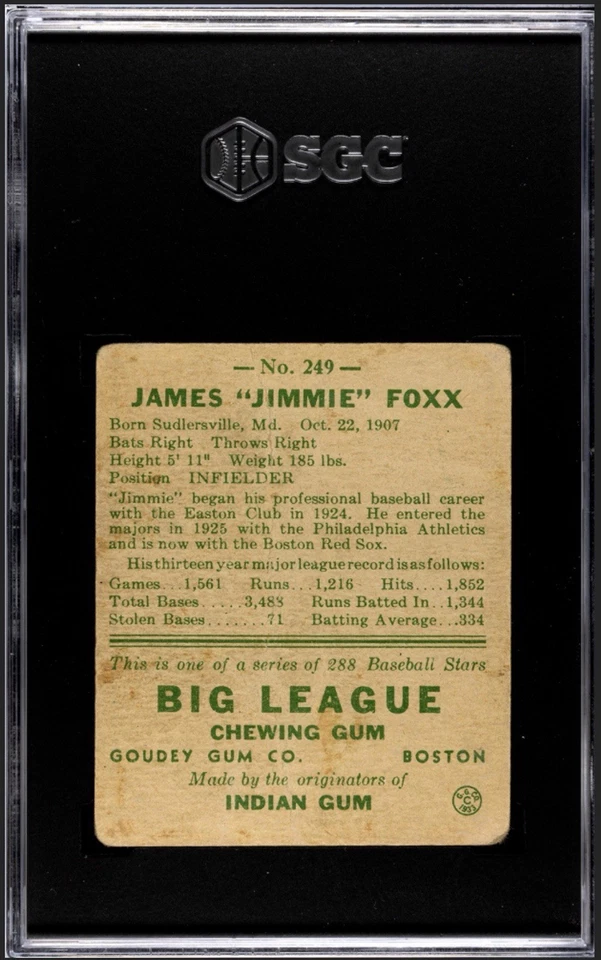 SGC
— No. 249 —
JAMES "JIMMIE" FOXX
Born Sudlersville, Md. Oct. 22, 1907
Bats Right Throws Right
Height 5' 11" Weight 185 lbs.
Position INFIELDER
"Jimmie" began his professional baseball career
with the Easton Club in 1924. He entered the
majors in 1925 with the Philadelphia Athletics
and is now with the Boston Red Sox.
His thirteen year major league record is as follows:
Games...1,561 Runs...1,216 Hits....1,852
Total Bases.....3,488 Runs Batted In..1,344
Stolen Bases.......71 Batting Average...334
This is one of a series of 288 Baseball Stars
BIG LEAGUE
CHEWING GUM
GOUDEY GUM CO. BOSTON
Made by the originators of
INDIAN GUM
G. G. CO.
C
1933